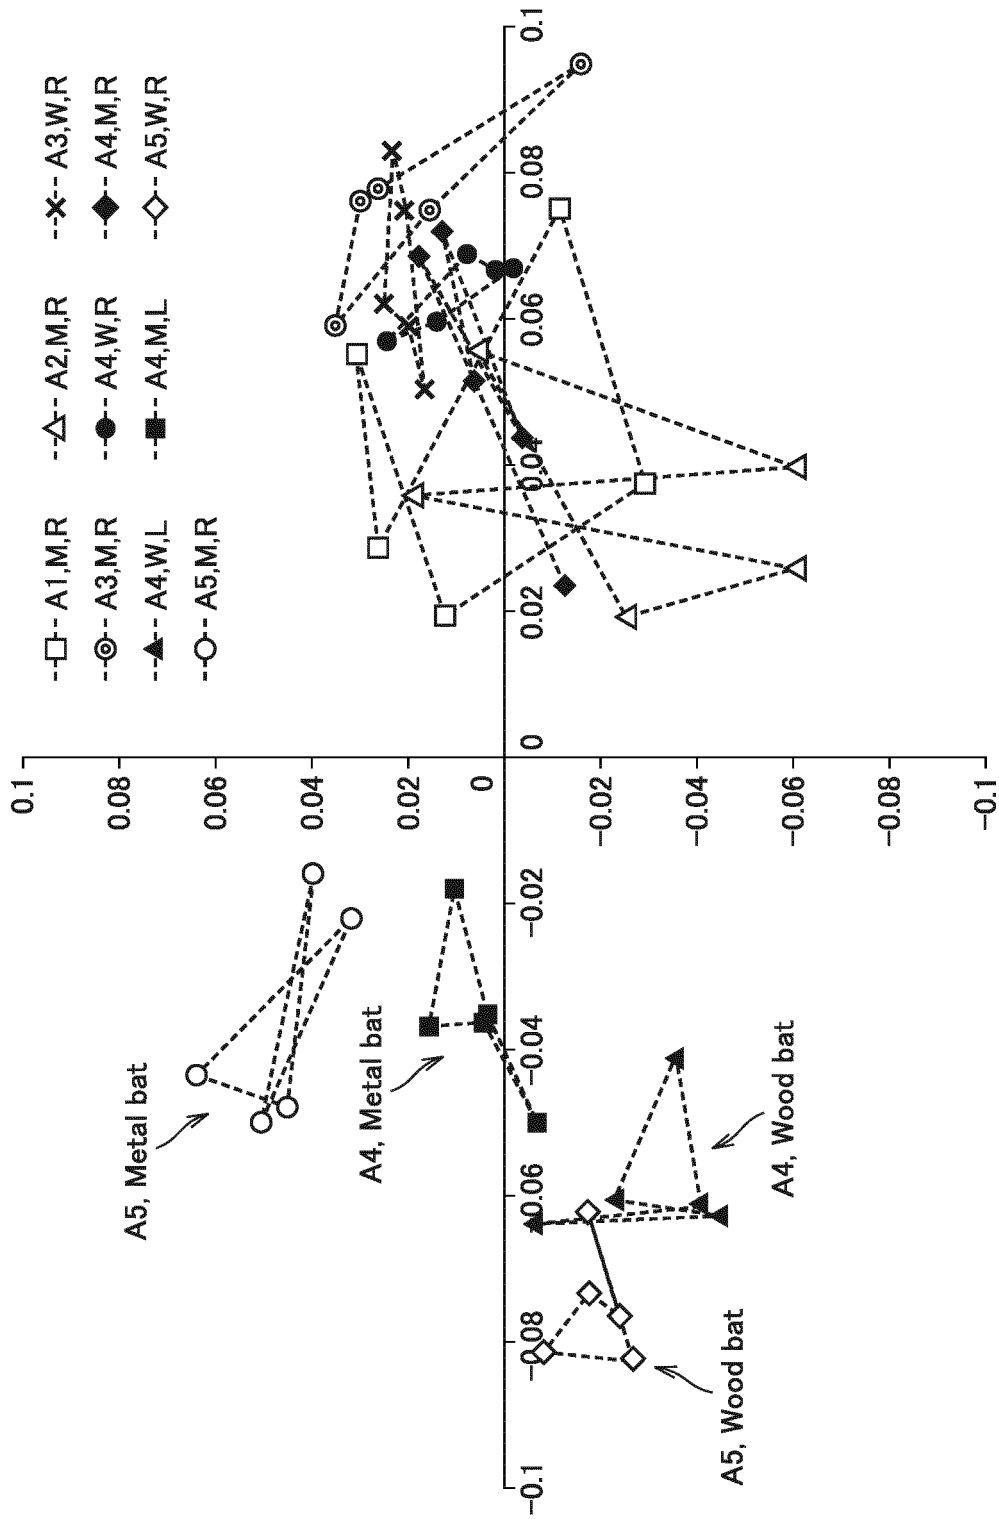 A1,M,R
A2,M,R
A3,W,R
A3,M,R
A4,W,R
A4,M,R
A4,W,L
A4,M,L
A5,W,R
A5,M,R
0.1
0.08
0.06
0.04
0.02
0
−0.02
−0.04
−0.06
−0.08
−0.1
−0.1
−0.08
−0.06
−0.04
−0.02
0
0.02
0.04
0.06
0.08
0.1
A5, Metal bat
A4, Metal bat
A4, Wood bat
A5, Wood bat